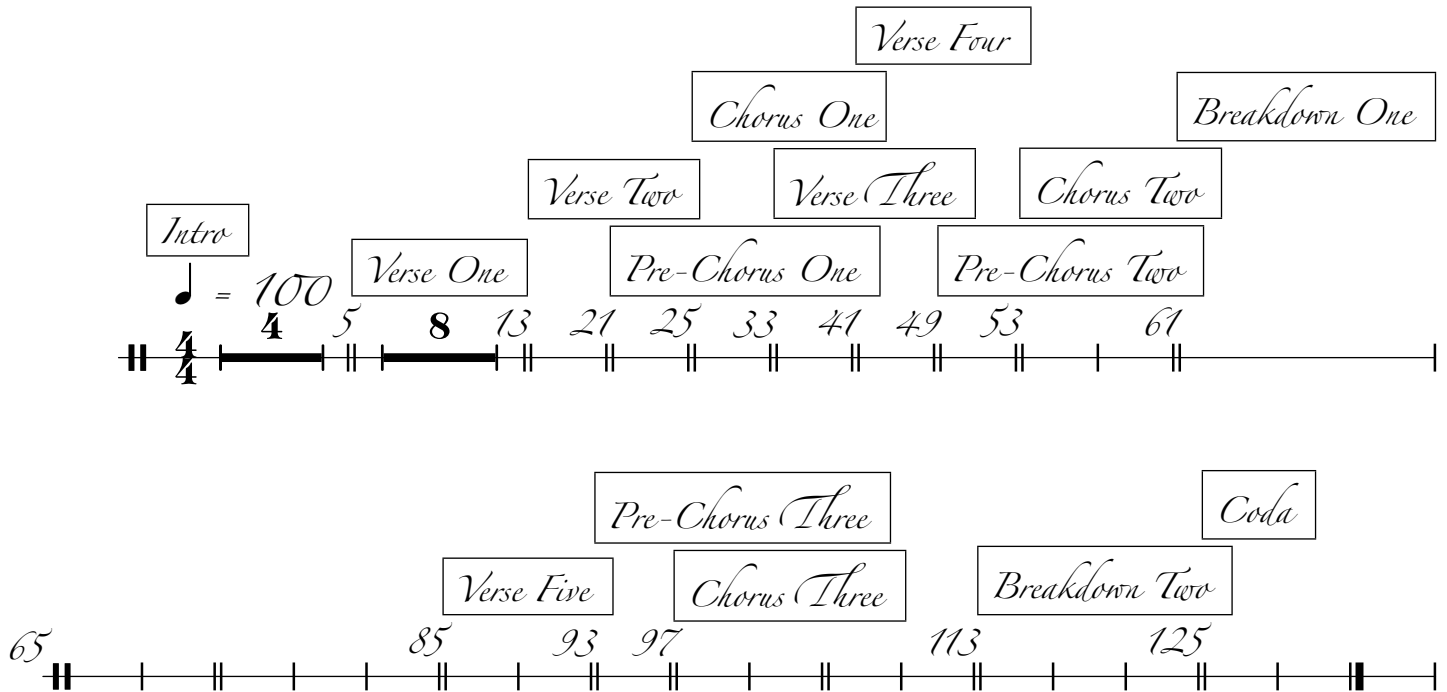 Verse Four
Chorus One
Breakdown One
Verse Two
Verse Three
Chorus Two
Intro
Verse One
Pre-Chorus One
Pre-Chorus Two
= 100
4 5 8 13 21 25 33 41 49 53 61
4
4
Pre-Chorus Three
Coda
Verse Five
Chorus Three
Breakdown Two
65 85 93 97 113 125